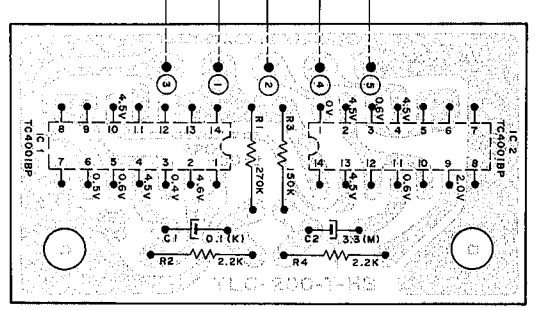 3 1 2 4 5
4.5V 0V 4.5V 0.6V 4.5V
8 9 10 11 12 13 14
R1
R3
1 2 3 4 5 6 7
IC 1
TC4001BP
IC 2
TC4001BP
7 6 5 4 3 2 1
270K
150K
14 13 12 11 10 9 8
0.5V 0.6V 4.5V 0.4V 4.6V
4.5V 0.6V 2.0V
C1 0.1(K)
C2 3.3(M)
R2 2.2K
R4 2.2K